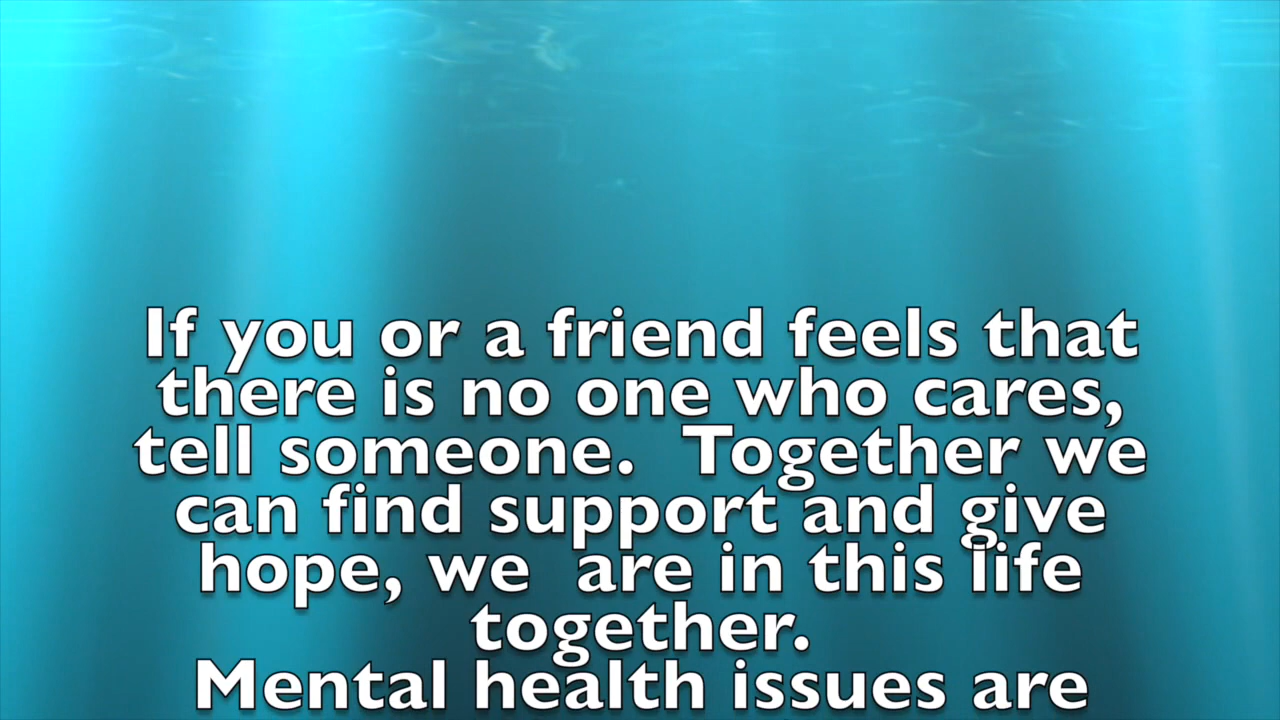 If you or a friend feels that
there is no one who cares,
tell someone.  Together we
can find support and give
hope, we  are in this life
together.
Mental health issues are